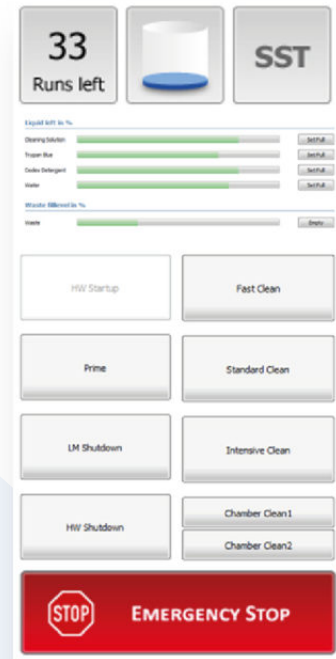 33
Runs left
SST
Liquid left in %
Cleaning Solution
Set Full
Trypan Blue
Set Full
Decon Detergent
Set Full
Water
Set Full
Waste filled in %
Waste
Empty
HW Startup
Fast Clean
Prime
Standard Clean
LM Shutdown
Intensive Clean
HW Shutdown
Chamber Clean1
Chamber Clean2
STOP
EMERGENCY STOP